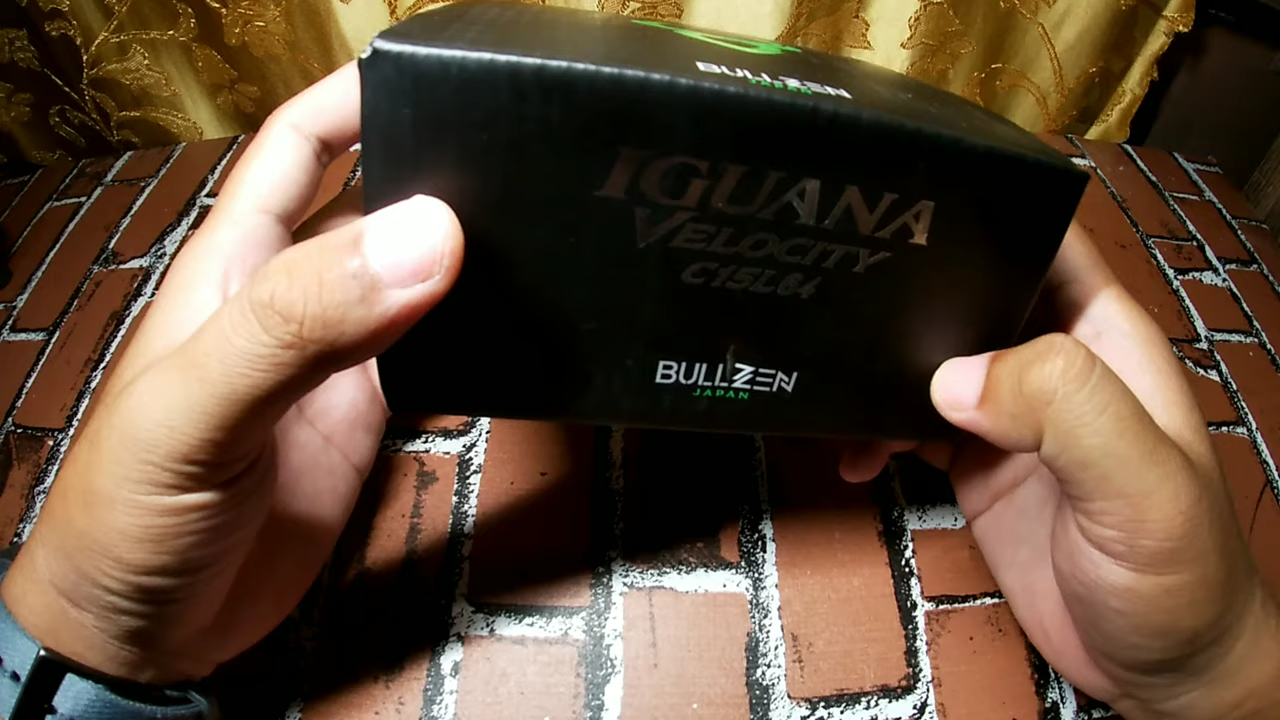 BULLZEN
JAPAN
IGUANA
VELOCITY
C15L64
BULLZEN
JAPAN